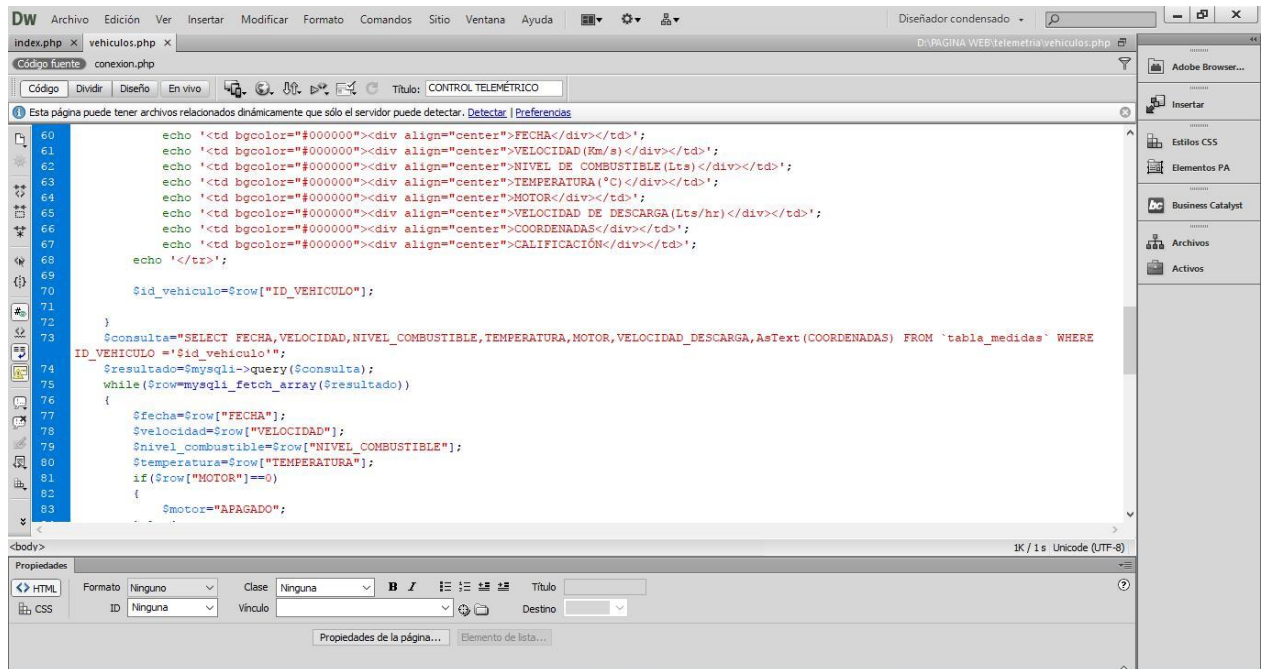 DW Archivo Edición Ver Insertar Modificar Formato Comandos Sitio Ventana Ayuda Diseñador condensado
index.php × vehiculos.php × D:\PAGINA WEB\telemetria\vehiculos.php
Código fuente conexion.php
Código Dividir Diseño En vivo Título: CONTROL TELEMÉTRICO
Esta página puede tener archivos relacionados dinámicamente que sólo el servidor puede detectar. Detectar | Preferencias
60 echo '<td bgcolor="#000000"><div align="center">FECHA</div></td>';
61 echo '<td bgcolor="#000000"><div align="center">VELOCIDAD(Km/s)</div></td>';
62 echo '<td bgcolor="#000000"><div align="center">NIVEL DE COMBUSTIBLE(Lts)</div></td>';
63 echo '<td bgcolor="#000000"><div align="center">TEMPERATURA(°C)</div></td>';
64 echo '<td bgcolor="#000000"><div align="center">MOTOR</div></td>';
65 echo '<td bgcolor="#000000"><div align="center">VELOCIDAD DE DESCARGA(Lts/hr)</div></td>';
66 echo '<td bgcolor="#000000"><div align="center">COORDENADAS</div></td>';
67 echo '<td bgcolor="#000000"><div align="center">CALIFICACIÓN</div></td>';
68 echo '</tr>';
69
70 $id_vehiculo=$row["ID_VEHICULO"];
71
72 }
73 $consulta="SELECT FECHA,VELOCIDAD,NIVEL_COMBUSTIBLE,TEMPERATURA,MOTOR,VELOCIDAD_DESCARGA,AsText(COORDENADAS) FROM `tabla_medidas` WHERE
ID_VEHICULO ='$id_vehiculo'";
74 $resultado=$mysqli->query($consulta);
75 while($row=mysqli_fetch_array($resultado))
76 {
77 $fecha=$row["FECHA"];
78 $velocidad=$row["VELOCIDAD"];
79 $nivel_combustible=$row["NIVEL_COMBUSTIBLE"];
80 $temperatura=$row["TEMPERATURA"];
81 if($row["MOTOR"]==0)
82 {
83 $motor="APAGADO";
<body> 1K / 1 s Unicode (UTF-8)
Propiedades
<> HTML Formato Ninguno Clase Ninguna B I Título
CSS ID Ninguna Vínculo Destino
Propiedades de la página... Elemento de lista...
Adobe Browser...
Insertar
Estilos CSS
Elementos PA
bc Business Catalyst
Archivos
Activos